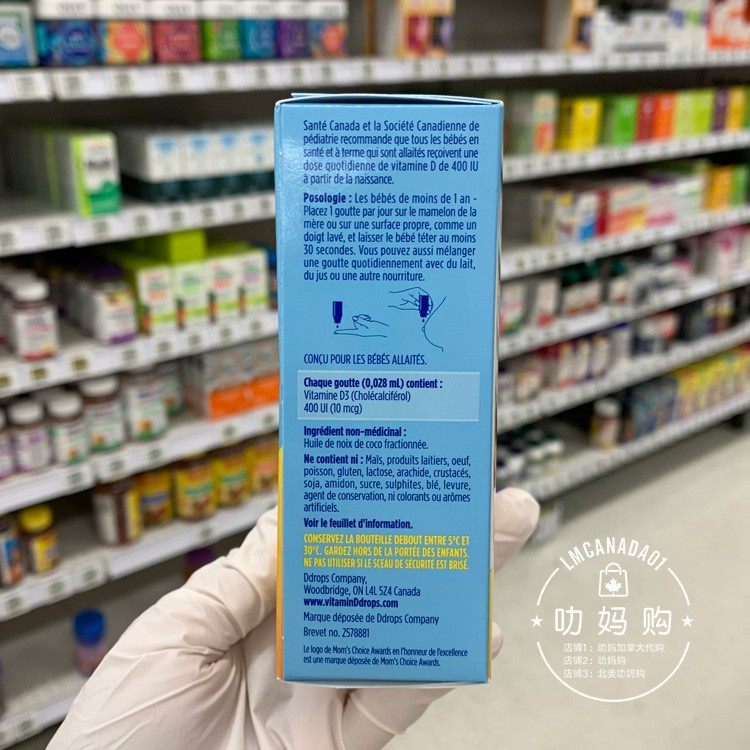 Santé Canada et la Société Canadienne de
pédiatrie recommande que tous les bébés en
santé et à terme qui sont allaités reçoivent une
dose quotidienne de vitamine D de 400 IU
à partir de la naissance.
Posologie : Les bébés de moins de 1 an -
Placez 1 goutte par jour sur le mamelon de la
mère ou sur une surface propre, comme un
doigt lavé, et laisser le bébé téter au moins
30 secondes. Vous pouvez aussi mélanger
une goutte quotidiennement avec du lait,
du jus ou une autre nourriture.
CONÇU POUR LES BÉBÉS ALLAITÉS.
Chaque goutte (0,028 mL) contient :
Vitamine D3 (Cholécalciférol)
400 UI (10 mcg)
Ingrédient non-médicinal :
Huile de noix de coco fractionnée.
Ne contient ni : Maïs, produits laitiers, oeuf,
poisson, gluten, lactose, arachide, crustacés,
soja, amidon, sucre, sulphites, blé, levure,
agent de conservation, ni colorants ou arômes
artificiels.
Voir le feuillet d'information.
CONSERVEZ LA BOUTEILLE DEBOUT ENTRE 5°C ET
30°C. GARDEZ HORS DE LA PORTÉE DES ENFANTS.
NE PAS UTILISER SI LE SCEAU DE SÉCURITÉ EST BRISÉ.
Ddrops Company,
Woodbridge, ON L4L 5Z4 Canada
www.vitaminDdrops.com
Marque déposée de Ddrops Company
Brevet no. 2578881
Le logo de Mom's Choice Awards en l'honneur de l'excellence
est une marque déposée de Mom's Choice Awards.
LMCANADA01
叻妈购
店铺1：叻妈加拿大代购
店铺2：叻妈购
店铺3：北美叻妈购